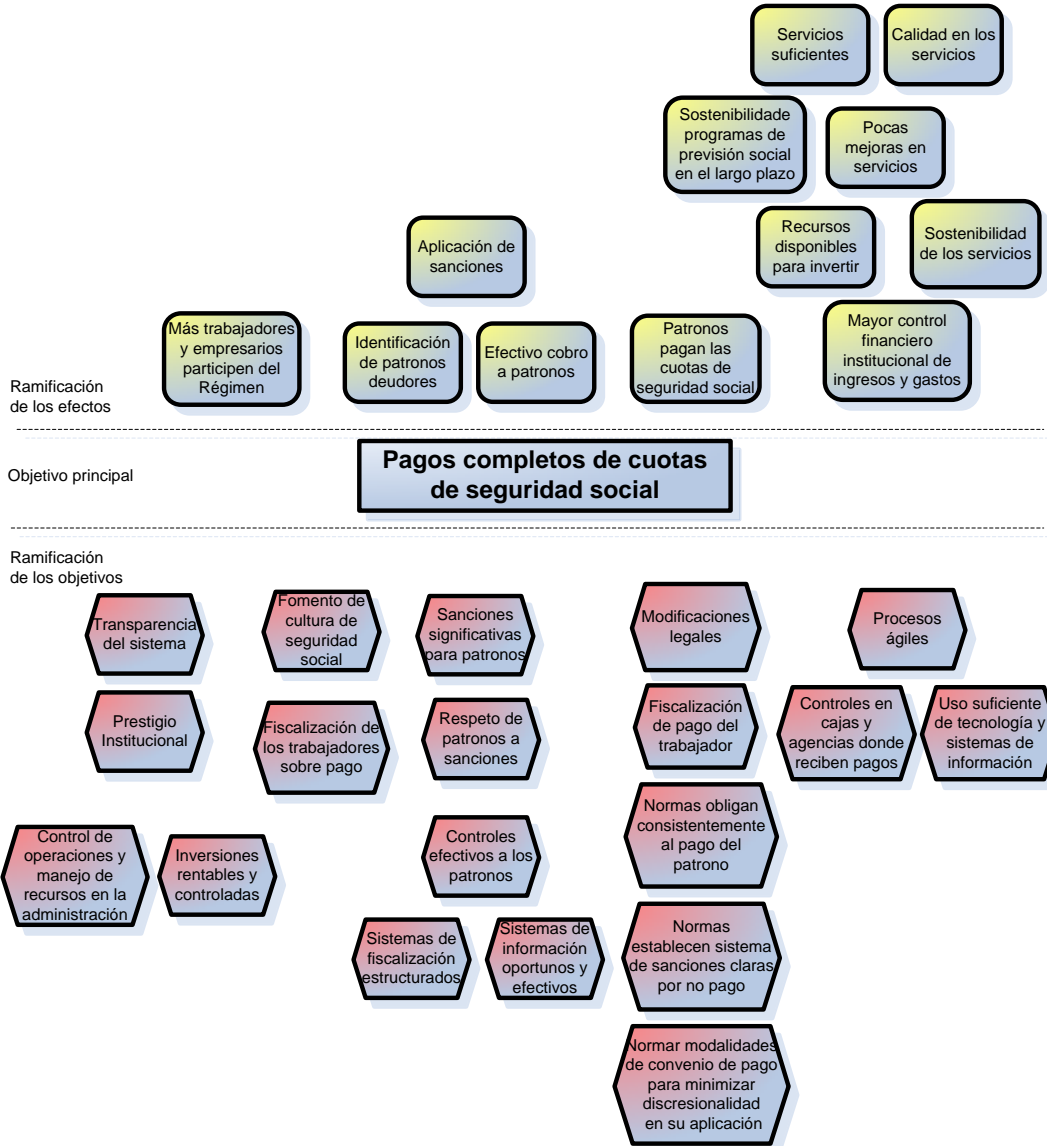 Servicios
suficientes
Calidad en los
servicios
Sostenibilidade
programas de
previsión social
en el largo plazo
Pocas
mejoras en
servicios
Aplicación de
sanciones
Recursos
disponibles
para invertir
Sostenibilidad
de los servicios
Más trabajadores
y empresarios
participen del
Régimen
Identificación
de patronos
deudores
Efectivo cobro
a patronos
Patronos
pagan las
cuotas de
seguridad social
Mayor control
financiero
institucional de
ingresos y gastos
Ramificación
de los efectos
Objetivo principal
Pagos completos de cuotas
de seguridad social
Ramificación
de los objetivos
Transparencia
del sistema
Fomento de
cultura de
seguridad
social
Sanciones
significativas
para patronos
Modificaciones
legales
Procesos
ágiles
Prestigio
Institucional
Fiscalización de
los trabajadores
sobre pago
Respeto de
patronos a
sanciones
Fiscalización
de pago del
trabajador
Controles en
cajas y
agencias donde
reciben pagos
Uso suficiente
de tecnología y
sistemas de
información
Control de
operaciones y
manejo de
recursos en la
administración
Inversiones
rentables y
controladas
Controles
efectivos a los
patronos
Normas obligan
consistentemente
al pago del
patrono
Sistemas de
fiscalización
estructurados
Sistemas de
información
oportunos y
efectivos
Normas
establecen sistema
de sanciones claras
por no pago
Normar modalidades
de convenio de pago
para minimizar
discresionalidad
en su aplicación